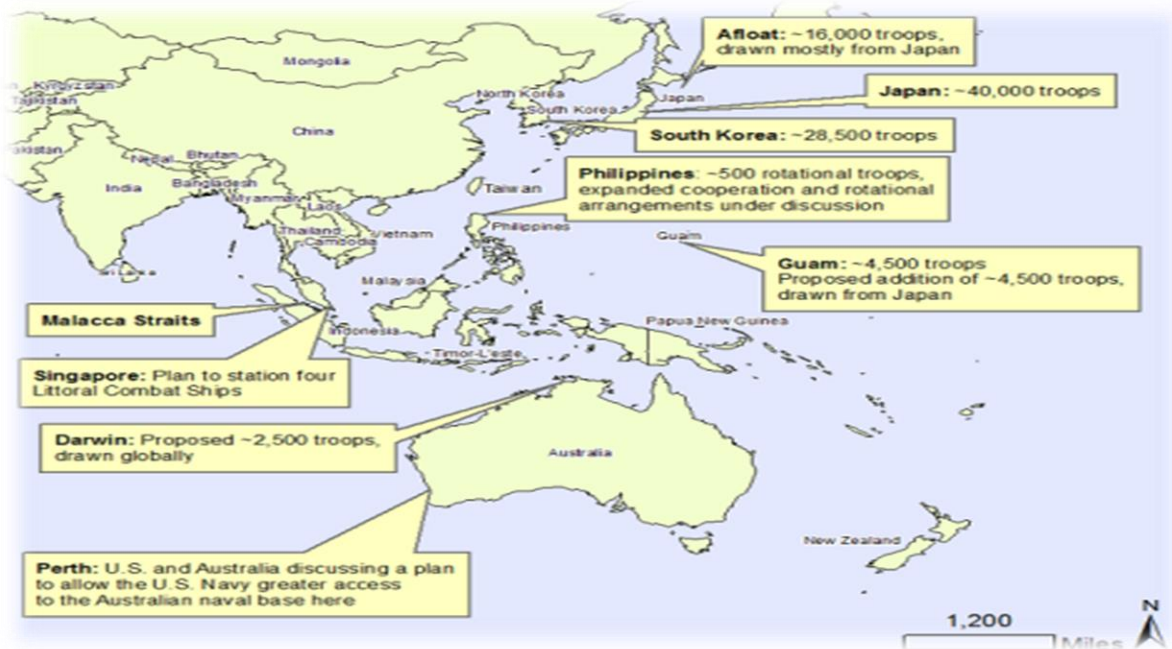 Afloat: ~16,000 troops,
drawn mostly from Japan
Mongolia
Kyrgyzstan
Tajikistan
North Korea
Japan
Japan: ~40,000 troops
South Korea
China
South Korea: ~28,500 troops
Nepal
Bhutan
India
Bangladesh
Myanmar
Laos
Taiwan
Philippines: ~500 rotational troops,
expanded cooperation and rotational
arrangements under discussion
Thailand
Vietnam
Cambodia
Philippines
Guam
Sri Lanka
Malaysia
Guam: ~4,500 troops
Proposed addition of ~4,500 troops,
drawn from Japan
Malacca Straits
Indonesia
Papua New Guinea
Timor-L'este
Singapore: Plan to station four
Littoral Combat Ships
Darwin: Proposed ~2,500 troops,
drawn globally
Australia
New Zealand
Perth: U.S. and Australia discussing a plan
to allow the U.S. Navy greater access
to the Australian naval base here
N
1,200
Miles